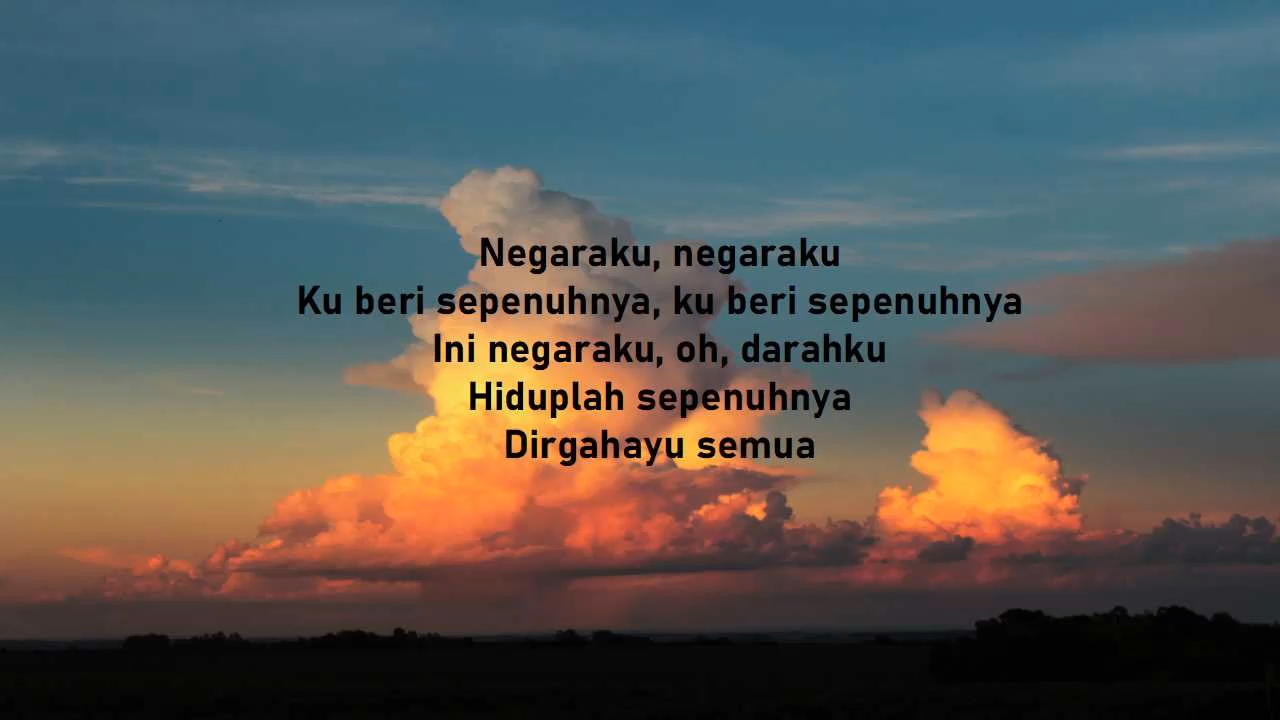 Negaraku, negaraku
Ku beri sepenuhnya, ku beri sepenuhnya
Ini negaraku, oh, darahku
Hiduplah sepenuhnya
Dirgahayu semua